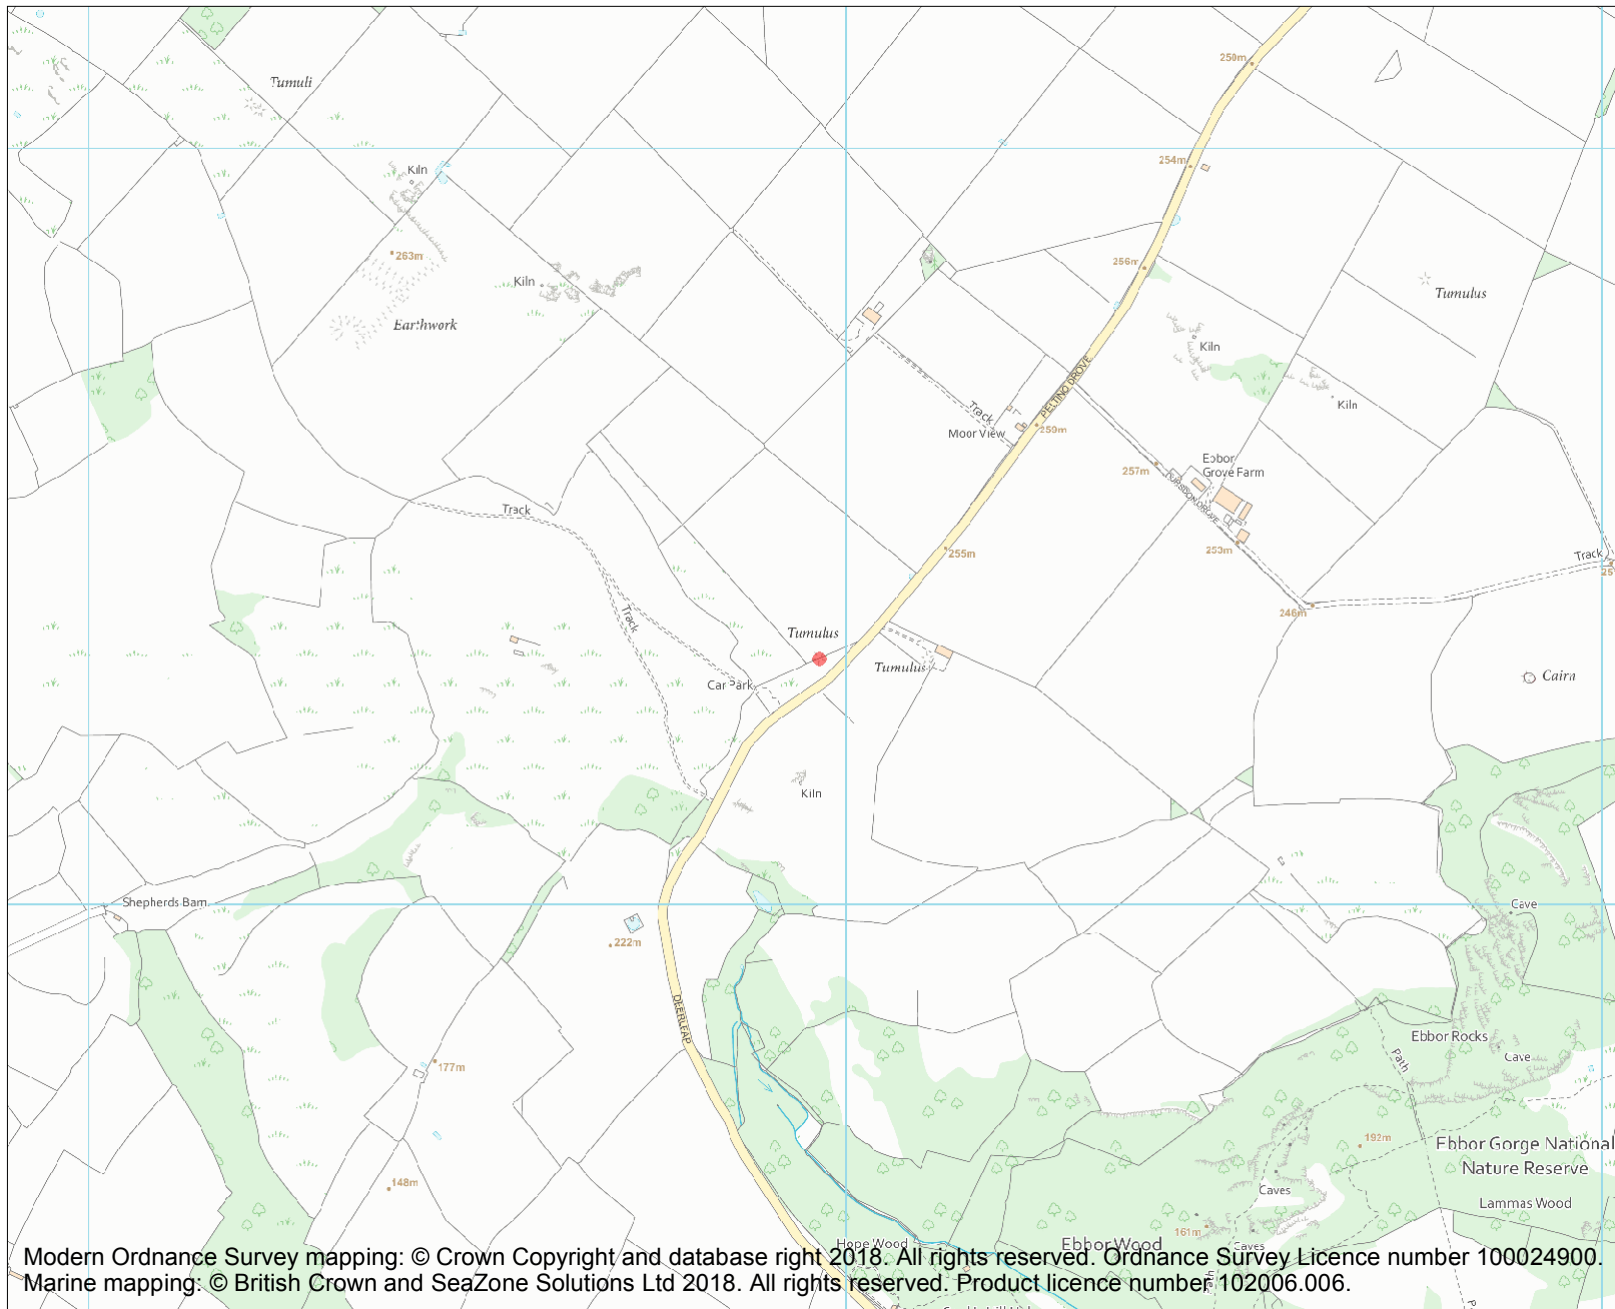 250m
Tumuli
254m
Kiln
263m
256m
Kiln
Tumulus
Earthwork
Kiln
PELTING DROVE
Track
Kiln
Moor View
259m
257m
Ebbor
Grove Farm
Track
DROVE
253m
255m
Track
Track
246m
Tumulus
Tumulus
Car Park
Cairn
Kiln
Shepherds Barn
Cave
222m
DEERLEAP
Ebbor Rocks
Path
Cave
177m
192m
Ebbor Gorge National
Nature Reserve
148m
Caves
Lammas Wood
161m
Hope Wood
Ebbor Wood
Caves
Path
Modern Ordnance Survey mapping: © Crown Copyright and database right 2018. All rights reserved. Ordnance Survey Licence number 100024900.
Marine mapping: © British Crown and SeaZone Solutions Ltd 2018. All rights reserved. Product licence number 102006.006.